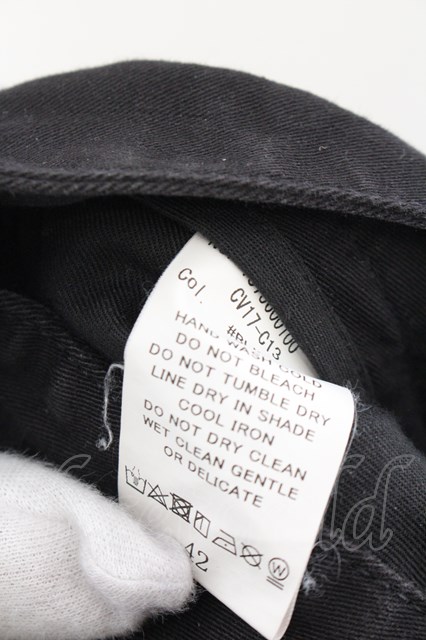 Col.
CV17-C13
HAND WASH COLD
DO NOT BLEACH
DO NOT TUMBLE DRY
LINE DRY IN SHADE
COOL IRON
DO NOT DRY CLEAN
WET CLEAN GENTLE
OR DELICATE
W
42